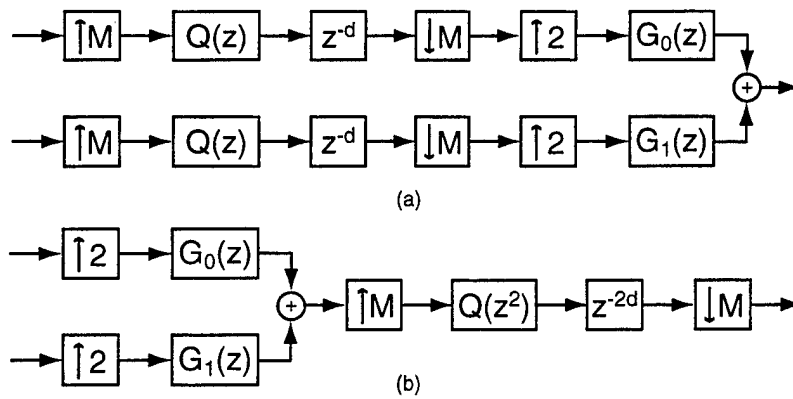 ↑M Q(z) z⁻ᵈ ↓M ↑2 G₀(z)
+
↑M Q(z) z⁻ᵈ ↓M ↑2 G₁(z)
(a)
↑2 G₀(z)
+ ↑M Q(z²) z⁻²ᵈ ↓M
↑2 G₁(z)
(b)